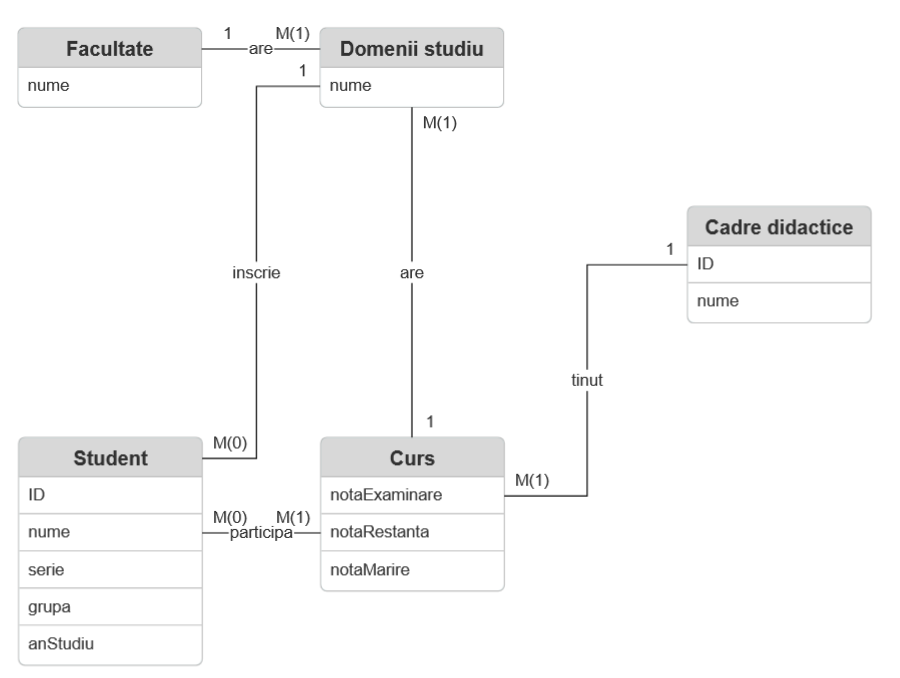 Facultate
nume
1
are
M(1)
Domenii studiu
nume
1
M(1)
inscrie
are
1
M(0)
Cadre didactice
ID
nume
1
tinut
M(1)
Student
ID
nume
serie
grupa
anStudiu
M(0)
participa
M(1)
Curs
notaExaminare
notaRestanta
notaMarire